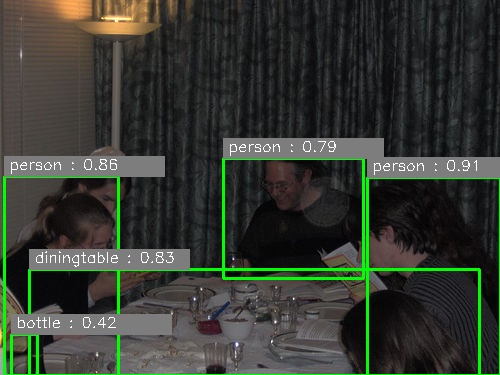 person : 0.79
person : 0.86
person : 0.91
diningtable : 0.83
bottle : 0.42